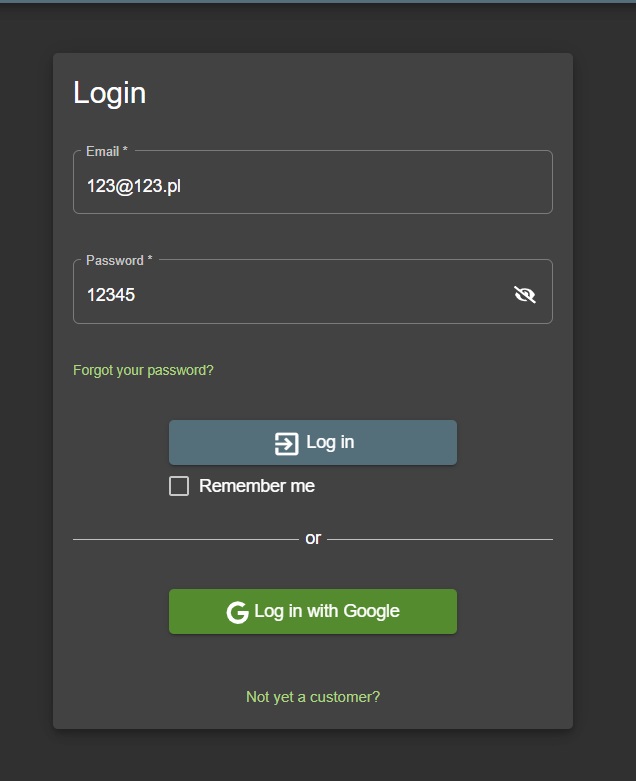 Login
Email *
123@123.pl
Password *
12345
Forgot your password?
Log in
Remember me
or
Log in with Google
Not yet a customer?